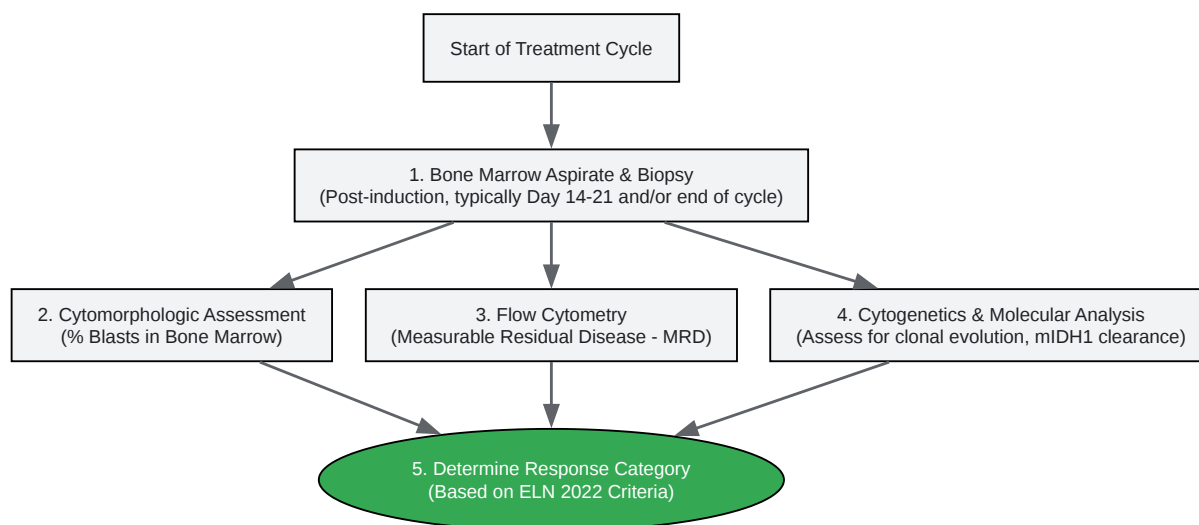 Start of Treatment Cycle
1. Bone Marrow Aspirate & Biopsy
(Post-induction, typically Day 14-21 and/or end of cycle)
2. Cytomorphologic Assessment
(% Blasts in Bone Marrow)
3. Flow Cytometry
(Measurable Residual Disease - MRD)
4. Cytogenetics & Molecular Analysis
(Assess for clonal evolution, mIDH1 clearance)
5. Determine Response Category
(Based on ELN 2022 Criteria)